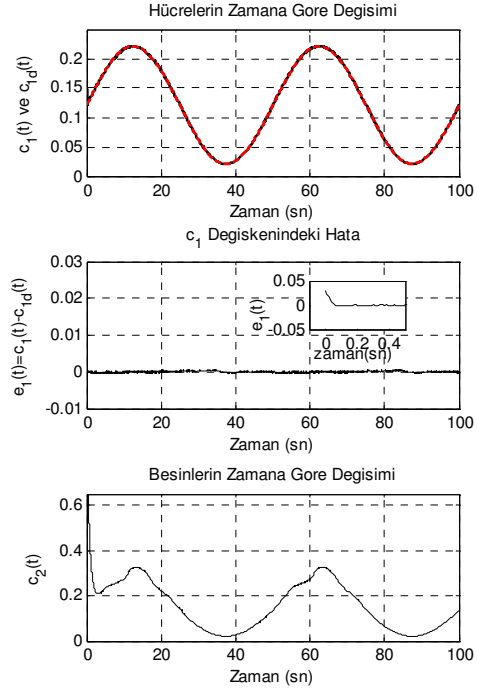 Hücrelerin Zamana Gore Degisimi
c1(t) ve c1d(t)
0.2
0.15
0.1
0.05
0
0 20 40 60 80 100
Zaman (sn)
c1 Degiskenindeki Hata
e1(t)=c1(t)-c1d(t)
0.03
0.02
0.01
0
-0.01
e1(t)
0.05
0
-0.05
0 0.2 0.4
zaman(sn)
0 20 40 60 80 100
Zaman (sn)
Besinlerin Zamana Gore Degisimi
c2(t)
0.6
0.4
0.2
0
0 20 40 60 80 100
Zaman (sn)